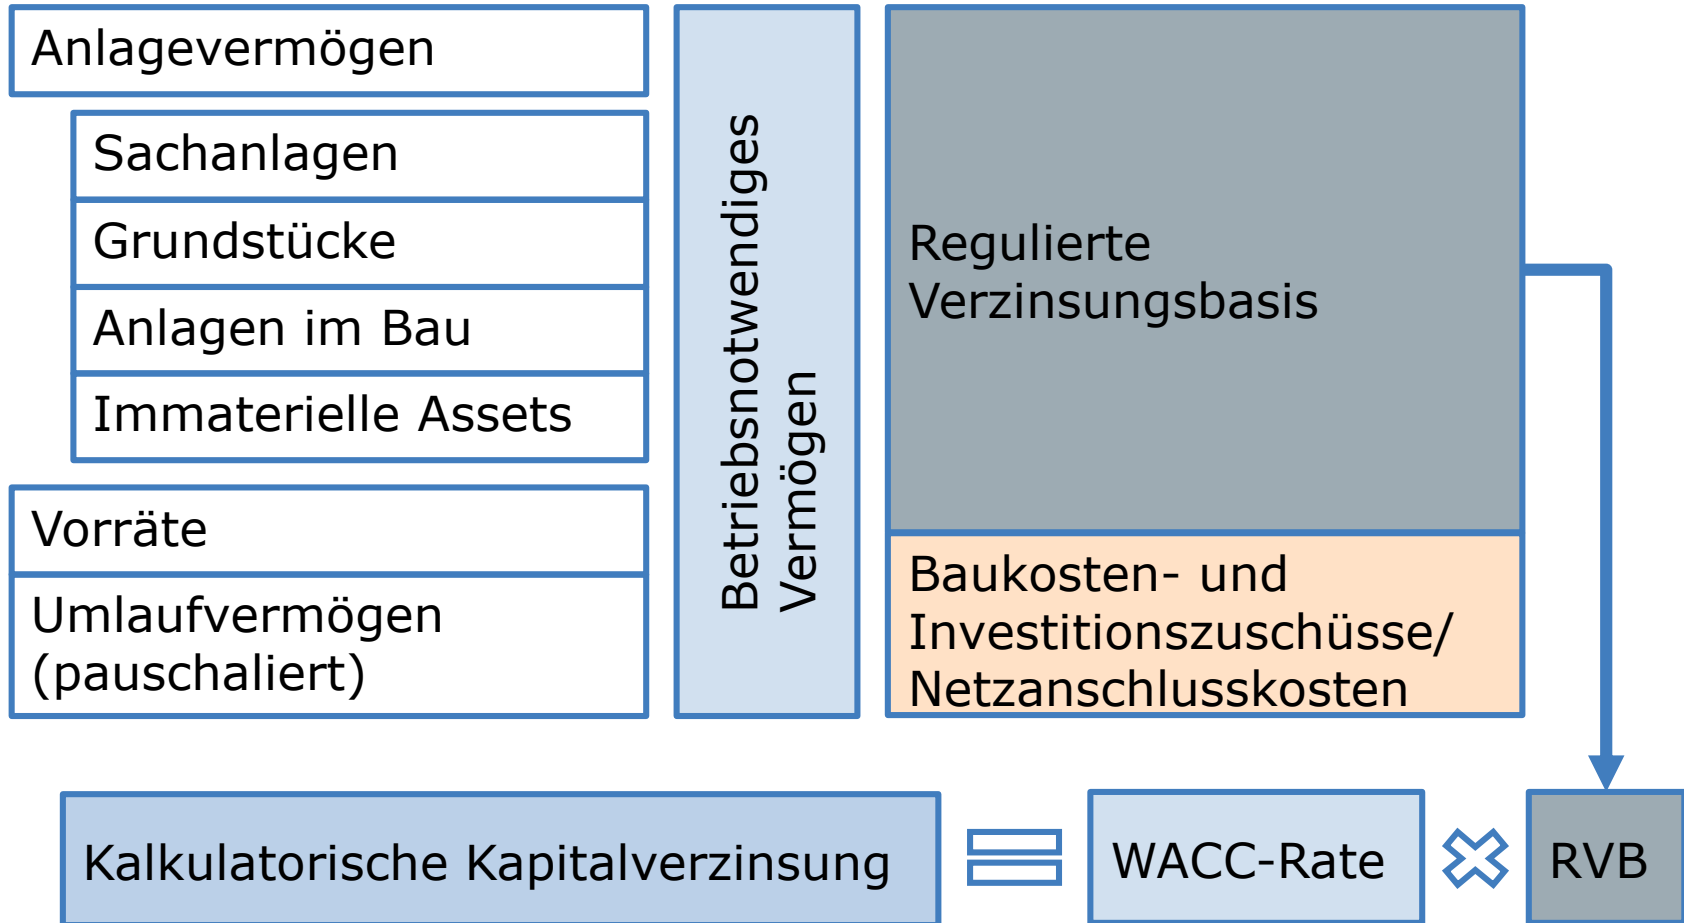 Anlagevermögen
Sachanlagen
Grundstücke
Anlagen im Bau
Immaterielle Assets
Vorräte
Umlaufvermögen
(pauschaliert)
Betriebsnotwendiges
Vermögen
Regulierte
Verzinsungsbasis
Baukosten- und
Investitionszuschüsse/
Netzanschlusskosten
Kalkulatorische Kapitalverzinsung
WACC-Rate
RVB